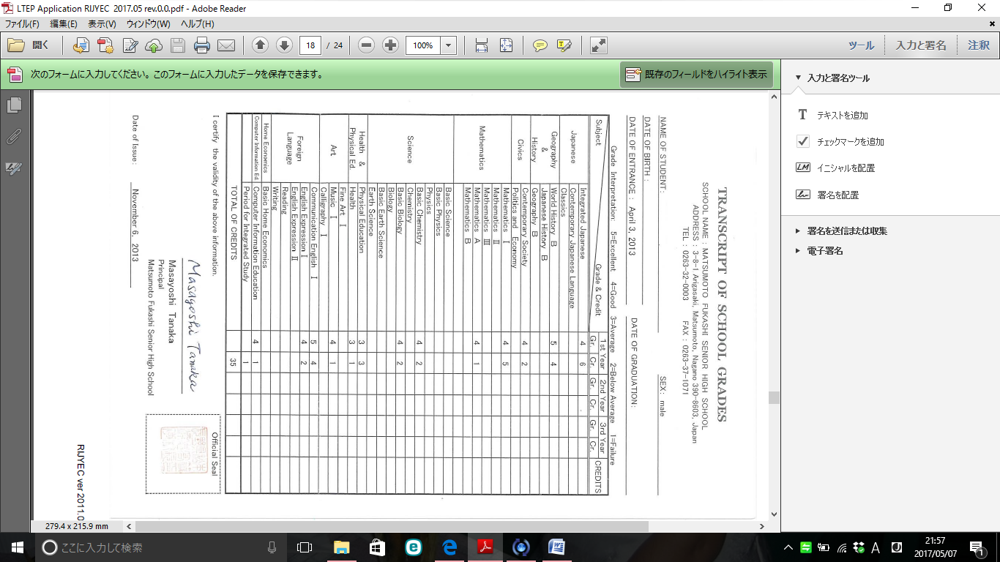 LTEP Application RIJYEC 2017.05 rev.0.0.pdf - Adobe Reader
ファイル(F) 編集(E) 表示(V) ウィンドウ(W) ヘルプ(H)
開く 18 / 24 100% ツール 入力と署名 注釈
次のフォームに入力してください。このフォームに入力したデータを保存できます。 既存のフィールドをハイライト表示
入力と署名ツール
T テキストを追加
チェックマークを追加
LM イニシャルを配置
署名を配置
署名を送信または収集
電子署名
TRANSCRIPT OF SCHOOL GRADES
SCHOOL NAME : MATSUMOTO FUKASHI SENIOR HIGH SCHOOL
ADDRESS : 3-8-1 Arigasaki, Matsumoto, Nagano 390-8603, Japan
TEL : 0263-32-0003 FAX : 0263-37-1071
NAME OF STUDENT: SEX: male
DATE OF BIRTH :
DATE OF ENTRANCE : April 3, 2013 DATE OF GRADUATION:
Grade Interpretation: 5=Excellent 4=Good 3=Average 2=Below Average 1=Failure
Subject Grade & Credit 1st Year 2nd Year 3rd Year CREDITS
Gr. Cr. Gr. Cr. Gr. Cr.
Japanese Integrated Japanese 4 6
Contemporary Japanese Language
Classics
Geography & History World History B 5 4
Japanese History B
Geography B
Civics Contemporary Society 4 2
Politics and Economy
Mathematics Mathematics I 4 5
Mathematics II
Mathematics III
Mathematics A 4 1
Mathematics B
Science Basic Science
Basic Physics
Physics
Basic Chemistry 4 2
Chemistry
Basic Biology 4 2
Biology
Basic Earth Science
Earth Science
Health & Physical Ed. Physical Education 3 3
Health 3 1
Art Fine Art I
Music I 4 1
Calligraphy I
Foreign Language Communication English I 5 4
English Expression I 4 2
English Expression II
Reading
Writing
Home Economics Basic Home Economics
Computer Information Ed. Computer Information Education 4 1
Period for Integrated Study 1
TOTAL OF CREDITS 35
I certify the validity of the above information.
Official Seal
Masayoshi Tanaka
Masayoshi Tanaka
Principal
Matsumoto Fukashi Senior High School
Date of Issue: November 6, 2013
RIJYEC ver 2011.0
279.4 x 215.9 mm
ここに入力して検索
A
21:57
2017/05/07
1